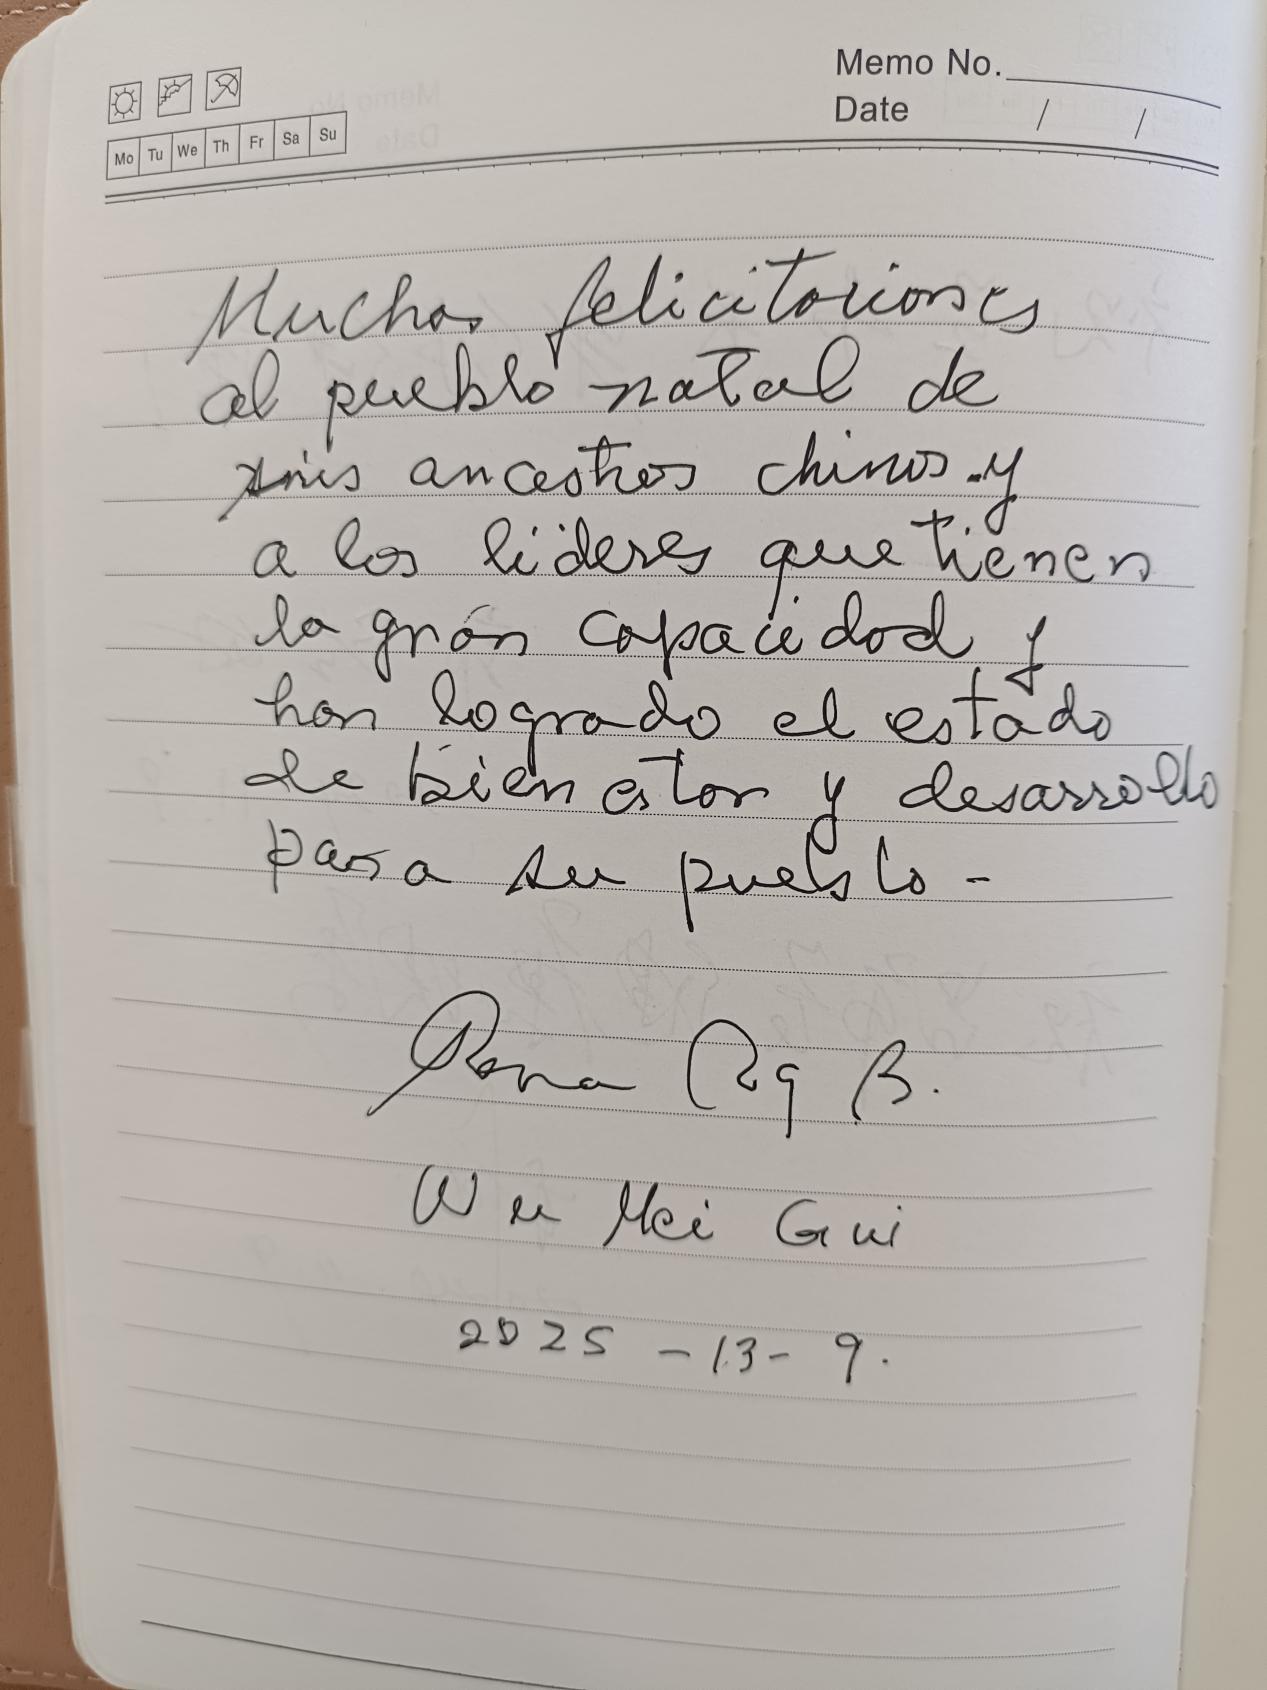 Memo No.
Date / /
Mo Tu We Th Fr Sa Su
Muchas felicitaciones
al pueblo natal de
mis ancestros chinos y
a los líderes que tienen
la gran capacidad y
han logrado el estado
de bienestar y desarrollo
para su pueblo -
B.
Wu Mei Gui
2025 - 13 - 9.